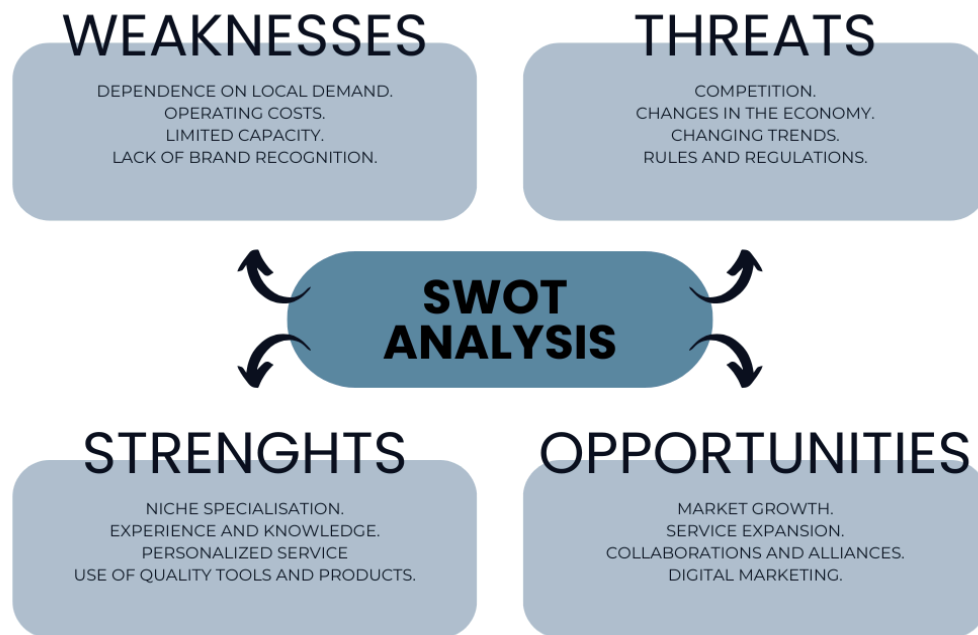 WEAKNESSES
DEPENDENCE ON LOCAL DEMAND.
OPERATING COSTS.
LIMITED CAPACITY.
LACK OF BRAND RECOGNITION.
THREATS
COMPETITION.
CHANGES IN THE ECONOMY.
CHANGING TRENDS.
RULES AND REGULATIONS.
SWOT
ANALYSIS
STRENGHTS
NICHE SPECIALISATION.
EXPERIENCE AND KNOWLEDGE.
PERSONALIZED SERVICE
USE OF QUALITY TOOLS AND PRODUCTS.
OPPORTUNITIES
MARKET GROWTH.
SERVICE EXPANSION.
COLLABORATIONS AND ALLIANCES.
DIGITAL MARKETING.